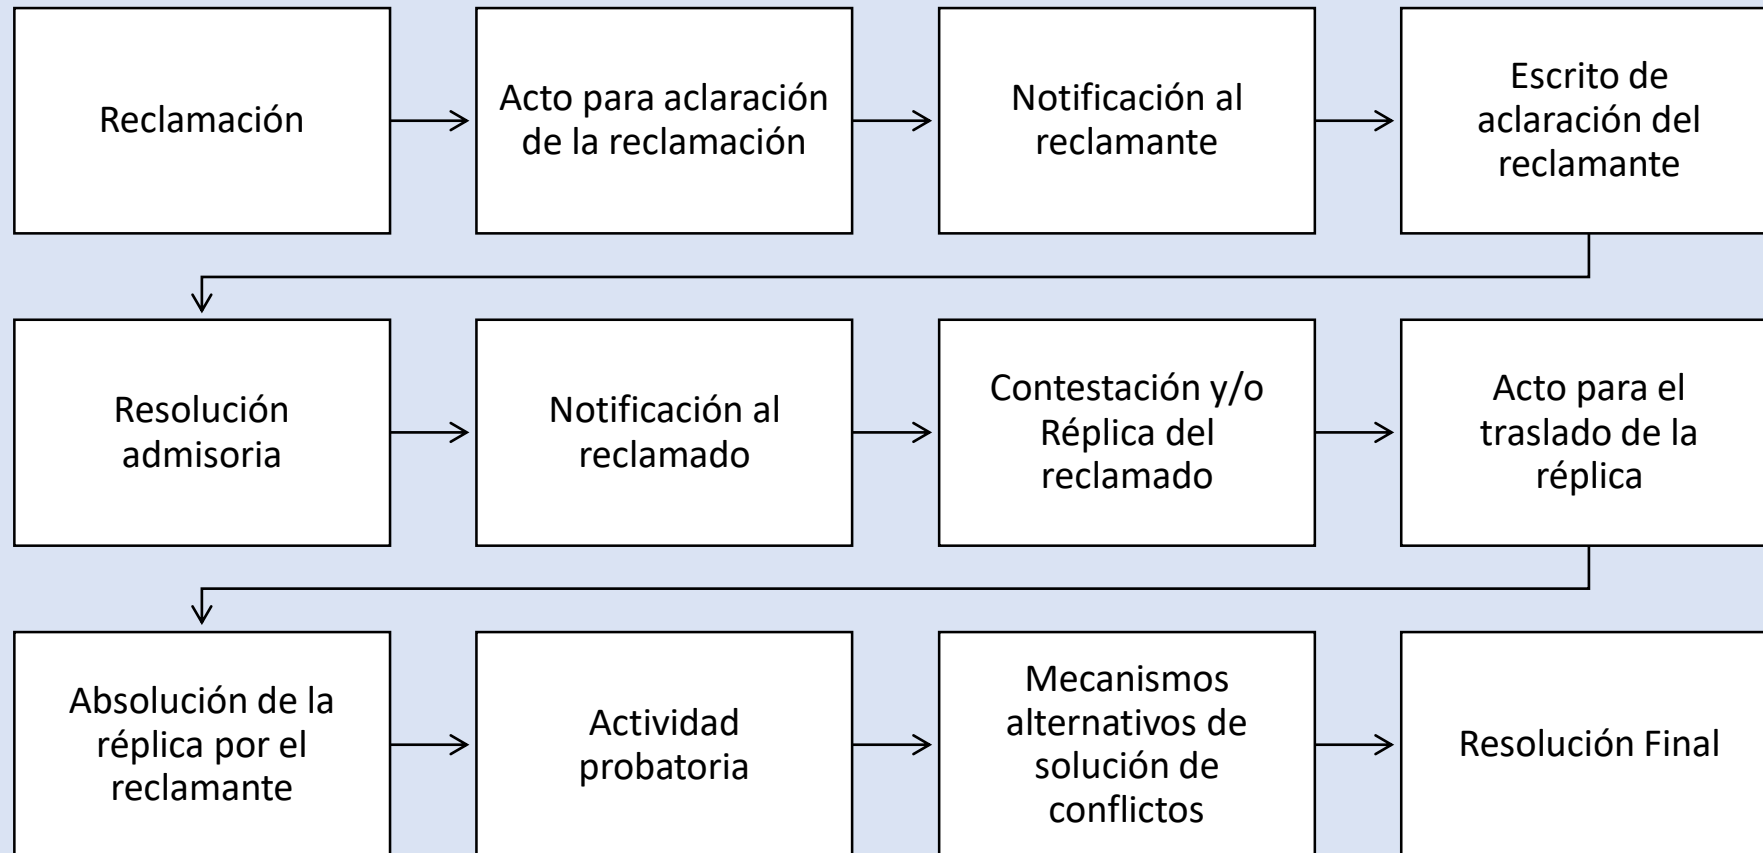 Reclamación
Acto para aclaración
de la reclamación
Notificación al
reclamante
Escrito de
aclaración del
reclamante
Resolución
admisoria
Notificación al
reclamado
Contestación y/o
Réplica del
reclamado
Acto para el
traslado de la
réplica
Absolución de la
réplica por el
reclamante
Actividad
probatoria
Mecanismos
alternativos de
solución de
conflictos
Resolución Final